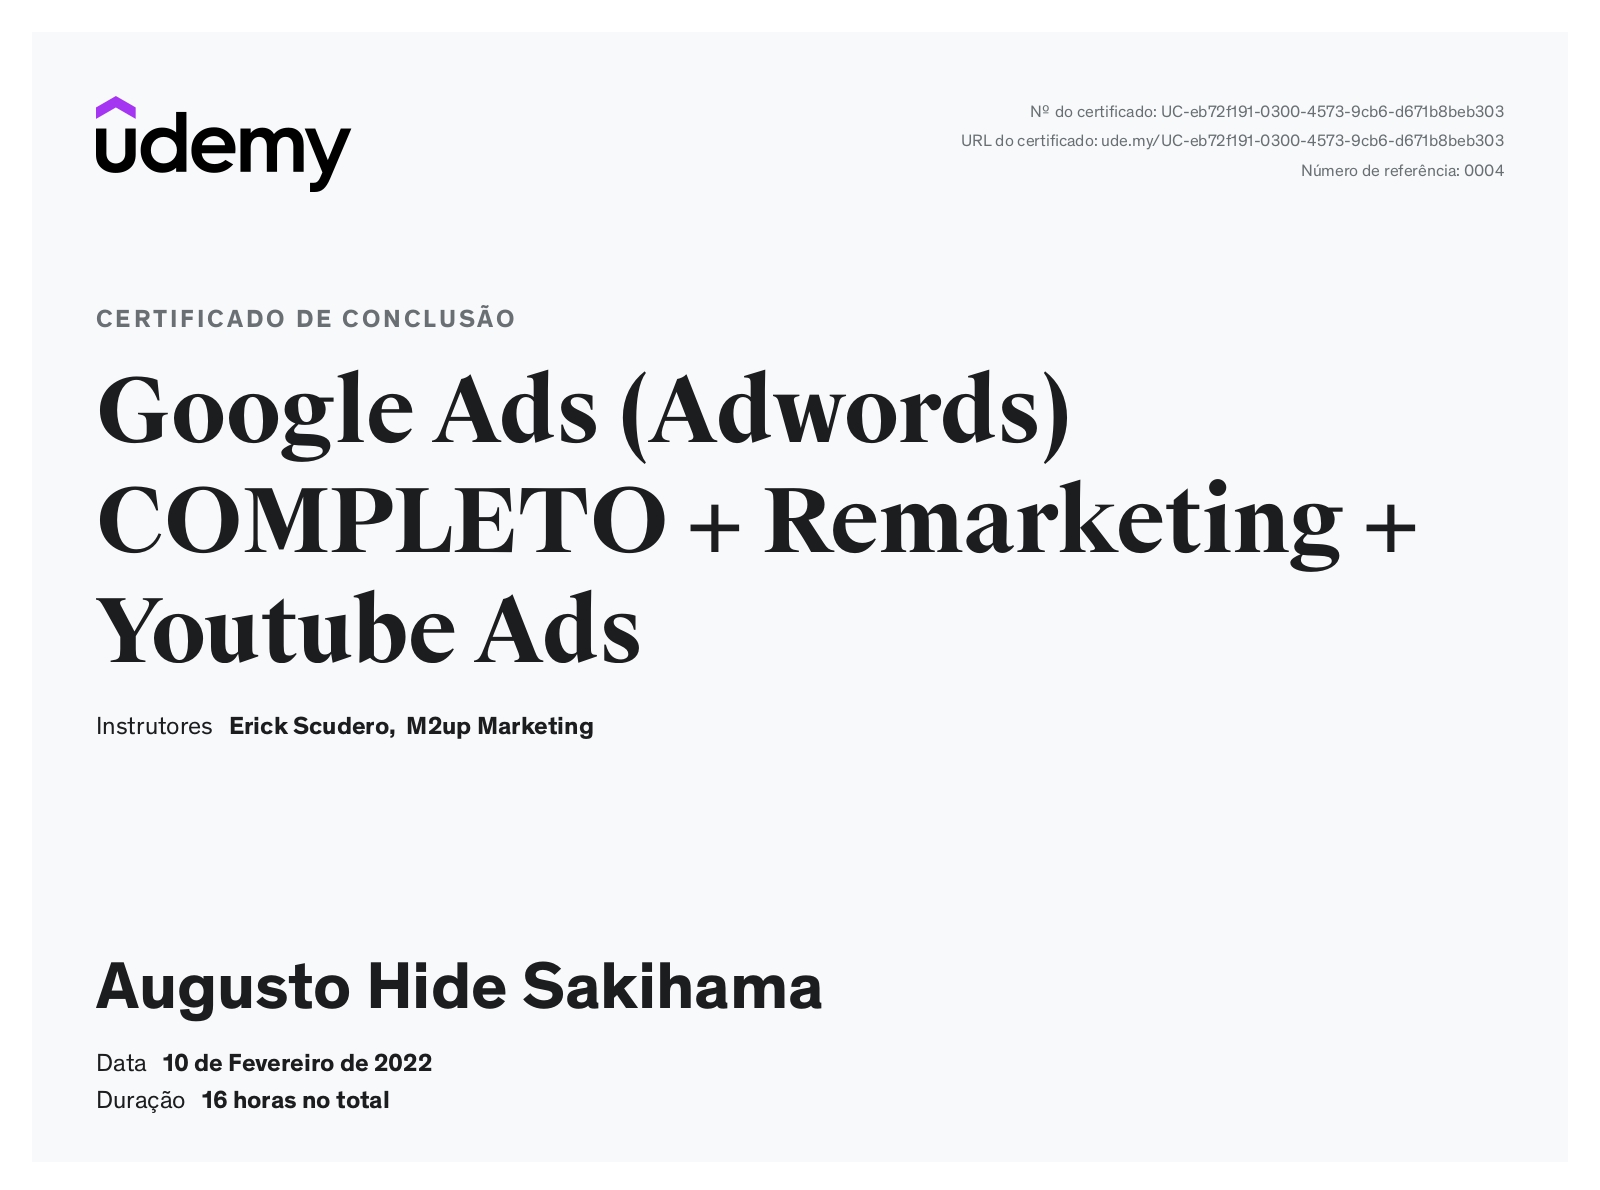 udemy
Nº do certificado: UC-eb72f191-0300-4573-9cb6-d671b8beb303
URL do certificado: ude.my/UC-eb72f191-0300-4573-9cb6-d671b8beb303
Número de referência: 0004
CERTIFICADO DE CONCLUSÃO
Google Ads (Adwords)
COMPLETO + Remarketing +
Youtube Ads
Instrutores Erick Scudero, M2up Marketing
Augusto Hide Sakihama
Data 10 de Fevereiro de 2022
Duração 16 horas no total